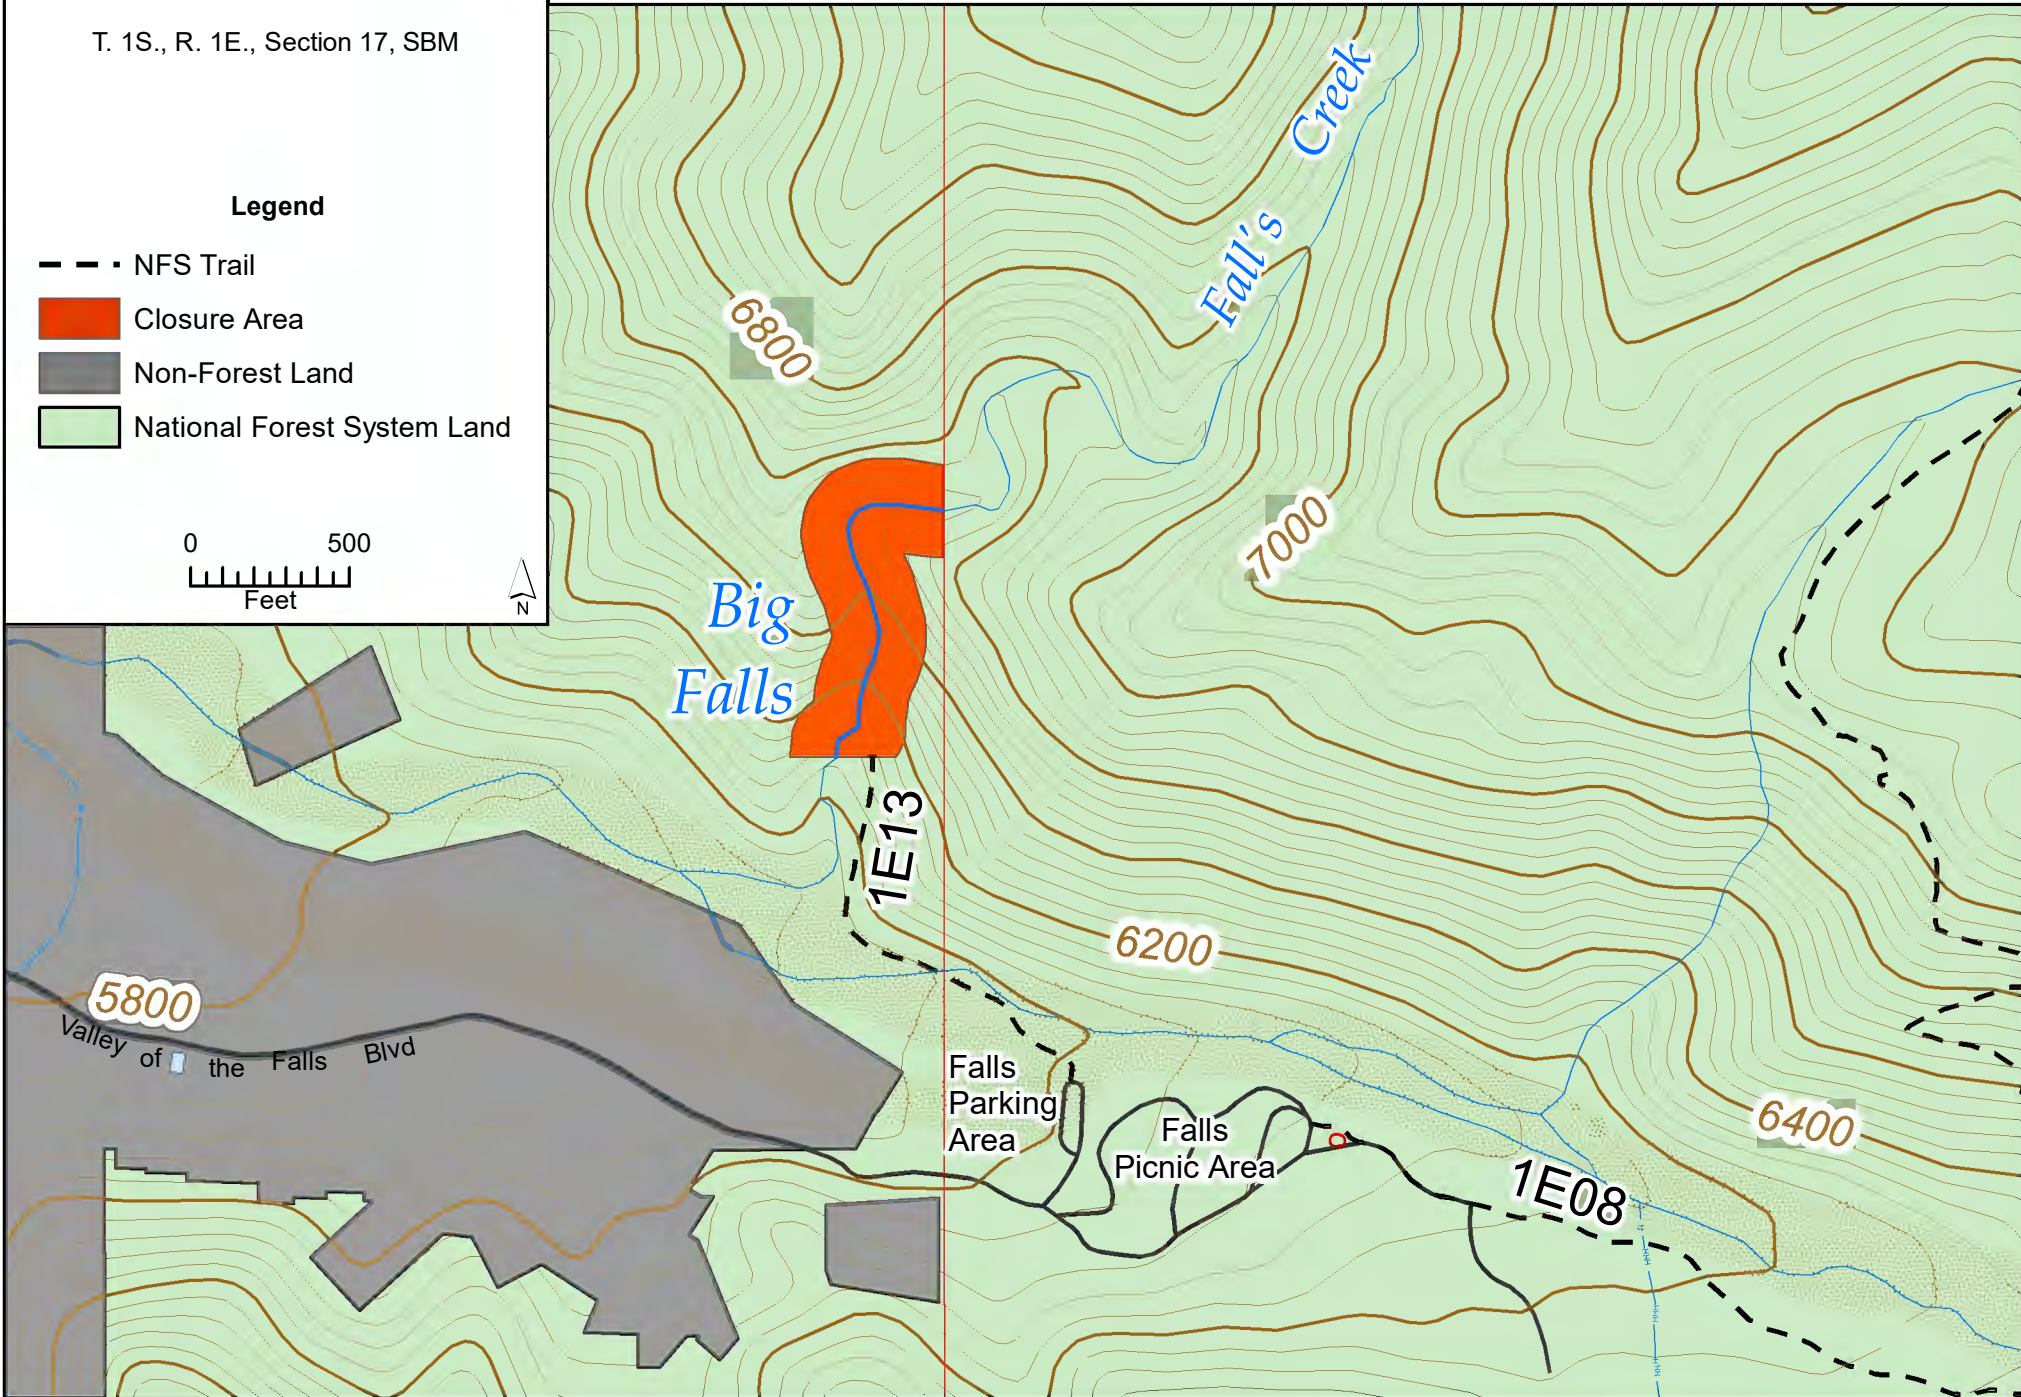 T. 1S., R. 1E., Section 17, SBM
Legend
NFS Trail
Closure Area
Non-Forest Land
National Forest System Land
0 500
Feet
N
Creek
Fall's
6800
7000
Big
Falls
1E13
6200
5800
Valley of the Falls Blvd
Falls
Parking
Area
Falls
Picnic Area
6400
1E08